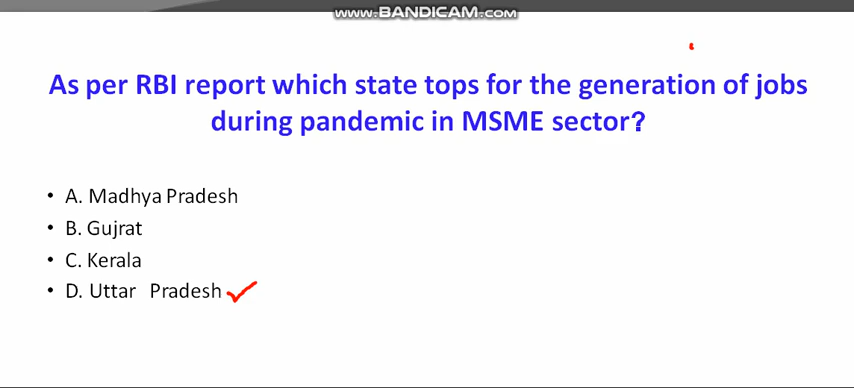 www.BANDICAM.com
As per RBI report which state tops for the generation of jobs
during pandemic in MSME sector?
• A. Madhya Pradesh
• B. Gujrat
• C. Kerala
• D. Uttar Pradesh